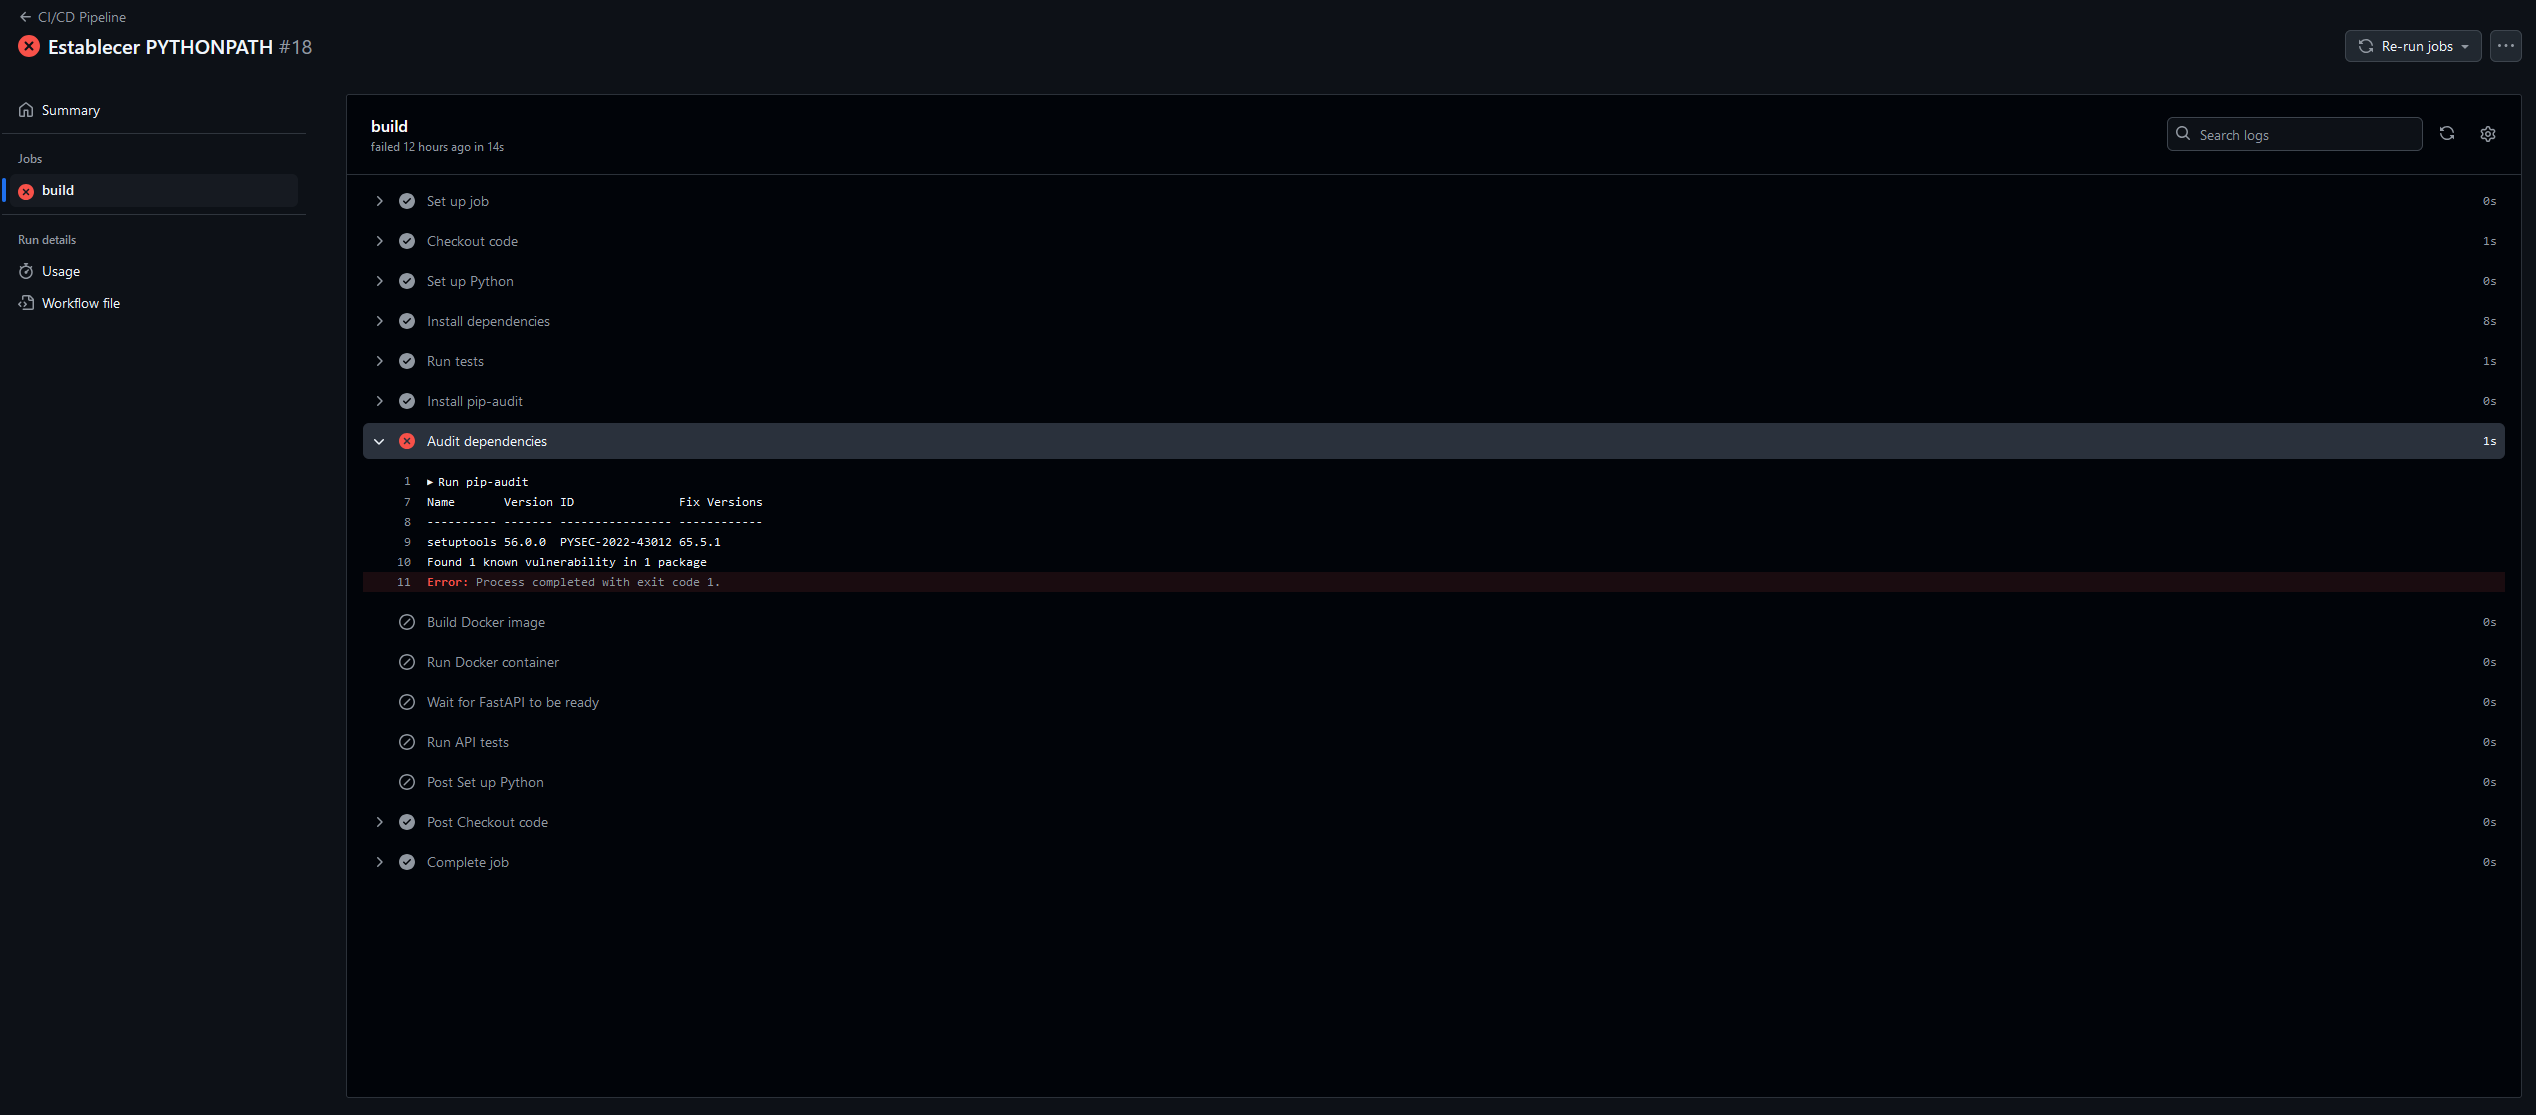 CI/CD Pipeline
Establecer PYTHONPATH #18
Re-run jobs
Summary
Jobs
build
Run details
Usage
Workflow file
build
failed 12 hours ago in 14s
Search logs
Set up job 0s
Checkout code 1s
Set up Python 0s
Install dependencies 8s
Run tests 1s
Install pip-audit 0s
Audit dependencies 1s
1 Run pip-audit
7 Name Version ID Fix Versions
8 ---------- ------- ---------------- ------------
9 setuptools 56.0.0 PYSEC-2022-43012 65.5.1
10 Found 1 known vulnerability in 1 package
11 Error: Process completed with exit code 1.
Build Docker image 0s
Run Docker container 0s
Wait for FastAPI to be ready 0s
Run API tests 0s
Post Set up Python 0s
Post Checkout code 0s
Complete job 0s